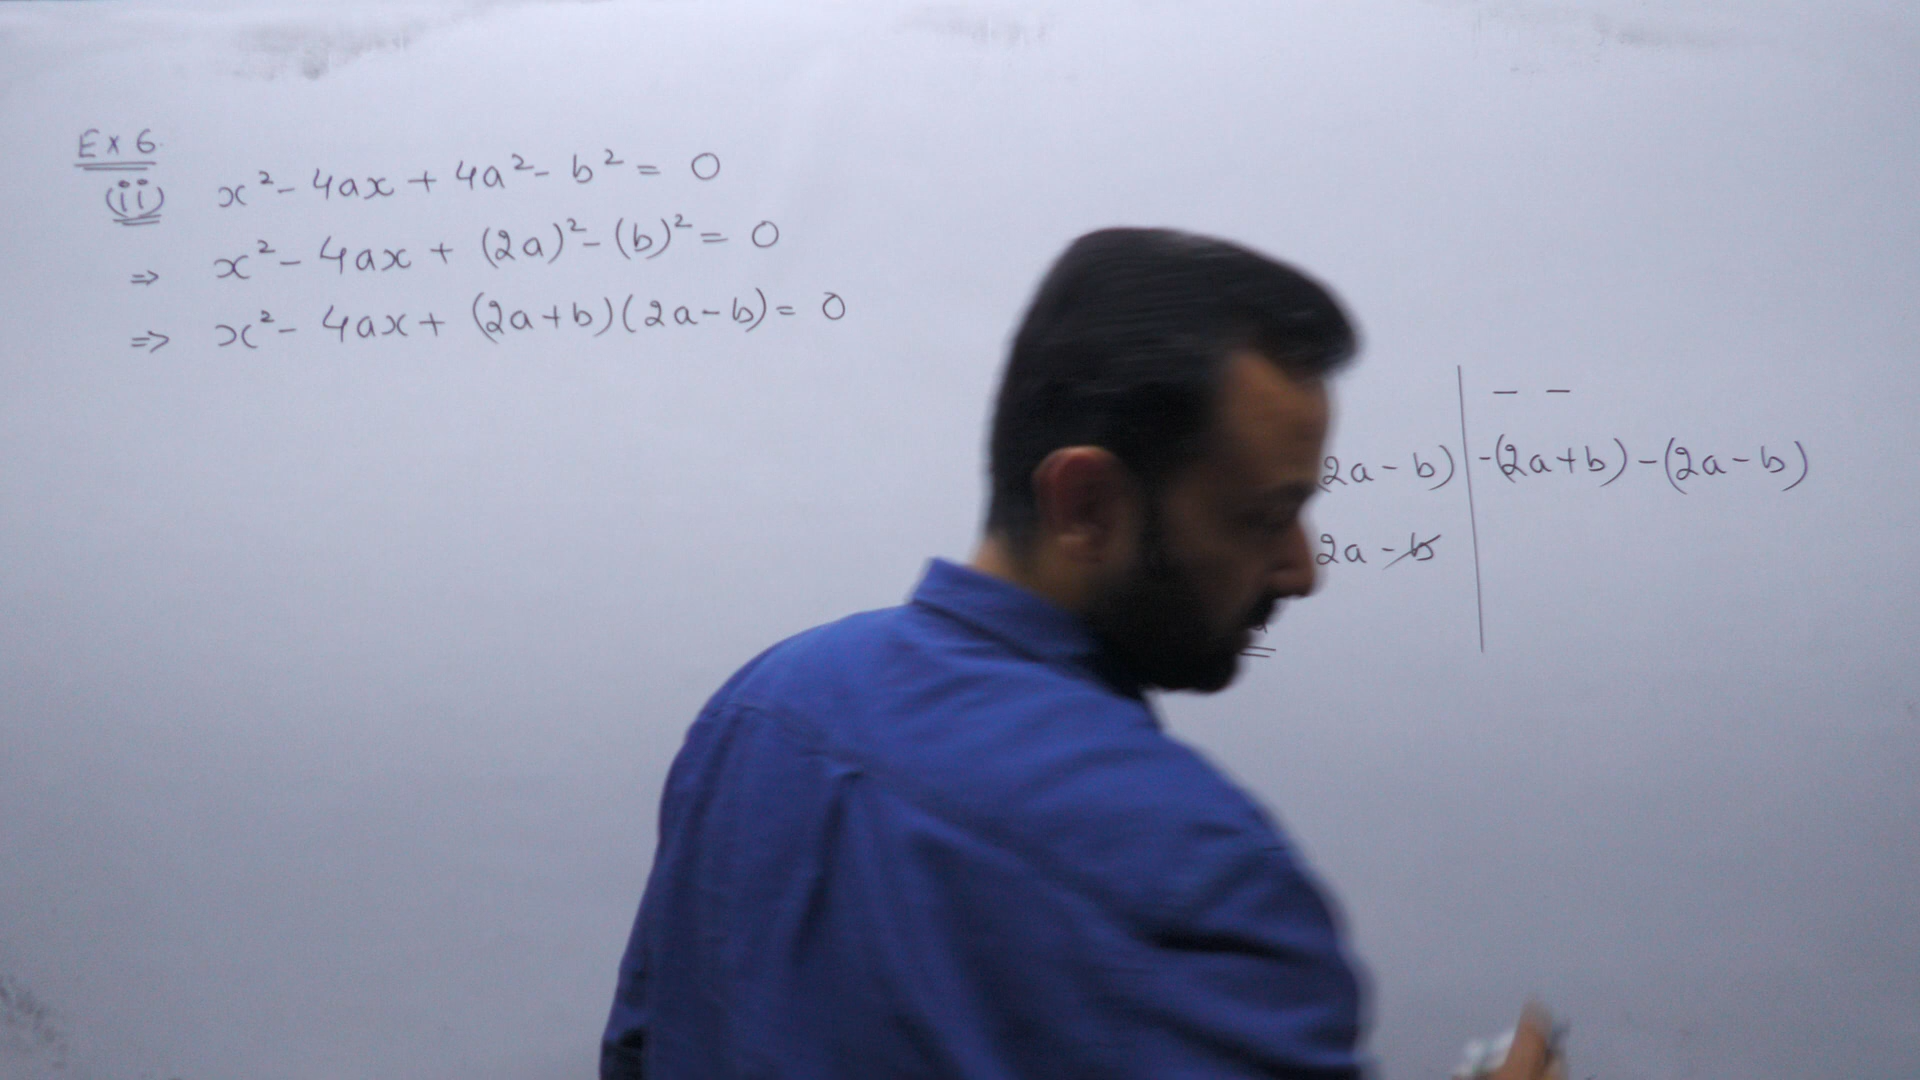 Ex 6.
(ii) x² - 4ax + 4a² - b² = 0
⇒ x² - 4ax + (2a)² - (b)² = 0
⇒ x² - 4ax + (2a+b)(2a-b) = 0
- -
2a - b) | -(2a+b) -(2a-b)
2a - b